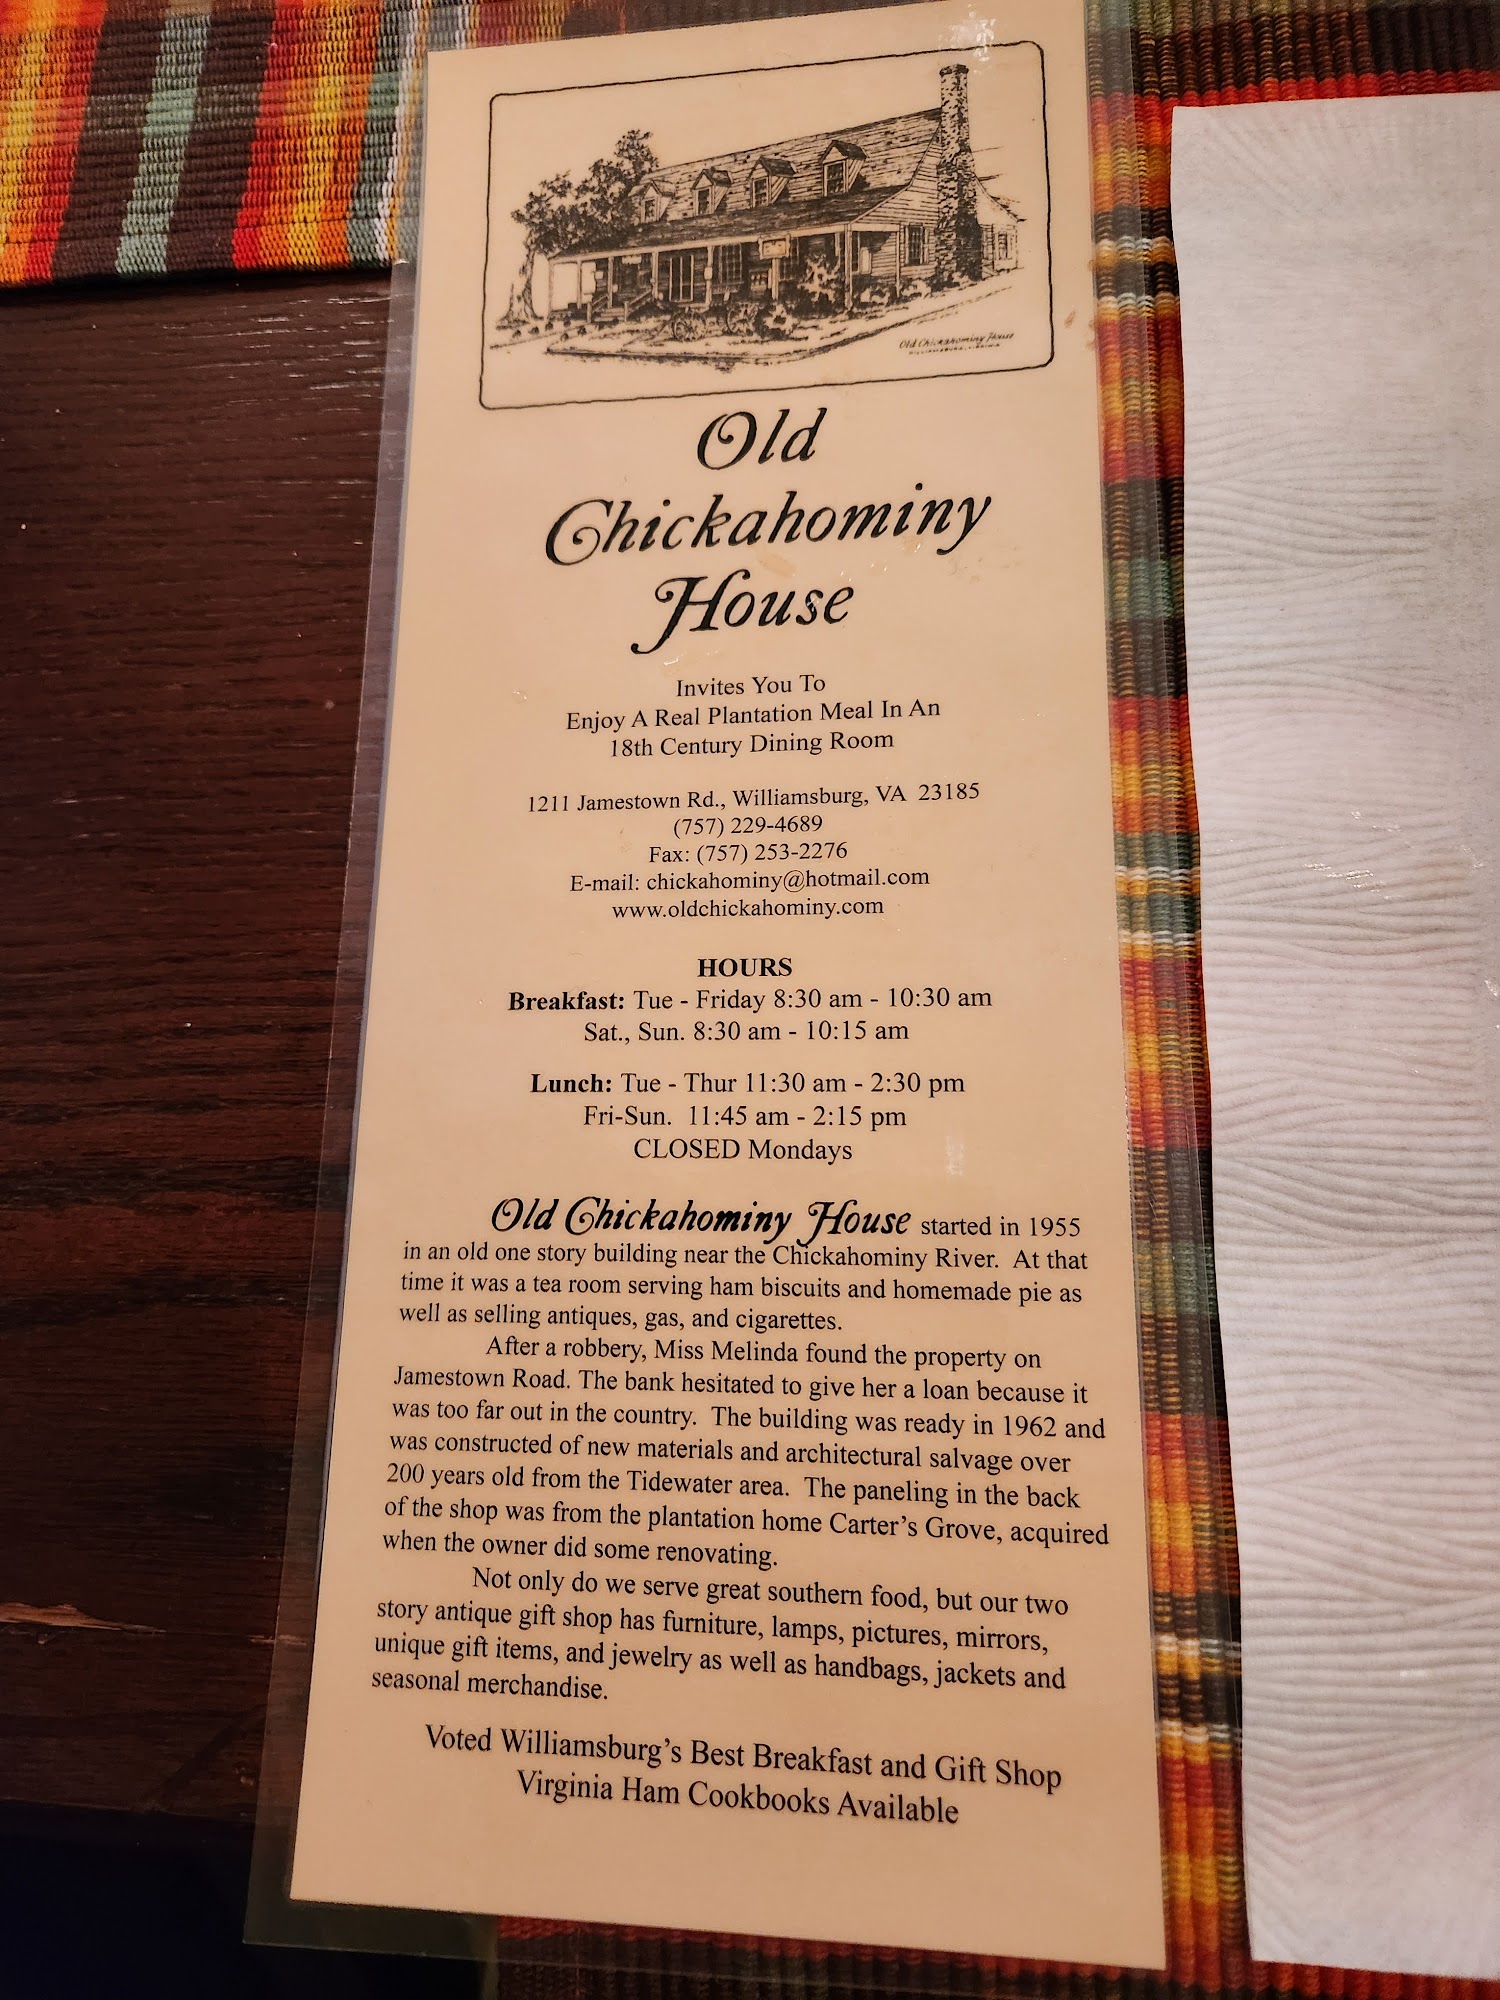 Old Chickahominy House
WILLIAMSBURG, VIRGINIA
Old
Chickahominy
House
Invites You To
Enjoy A Real Plantation Meal In An
18th Century Dining Room
1211 Jamestown Rd., Williamsburg, VA 23185
(757) 229-4689
Fax: (757) 253-2276
E-mail: chickahominy@hotmail.com
www.oldchickahominy.com
HOURS
Breakfast: Tue - Friday 8:30 am - 10:30 am
Sat., Sun. 8:30 am - 10:15 am
Lunch: Tue - Thur 11:30 am - 2:30 pm
Fri-Sun. 11:45 am - 2:15 pm
CLOSED Mondays
Old Chickahominy House started in 1955
in an old one story building near the Chickahominy River. At that
time it was a tea room serving ham biscuits and homemade pie as
well as selling antiques, gas, and cigarettes.
After a robbery, Miss Melinda found the property on
Jamestown Road. The bank hesitated to give her a loan because it
was too far out in the country. The building was ready in 1962 and
was constructed of new materials and architectural salvage over
200 years old from the Tidewater area. The paneling in the back
of the shop was from the plantation home Carter's Grove, acquired
when the owner did some renovating.
Not only do we serve great southern food, but our two
story antique gift shop has furniture, lamps, pictures, mirrors,
unique gift items, and jewelry as well as handbags, jackets and
seasonal merchandise.
Voted Williamsburg's Best Breakfast and Gift Shop
Virginia Ham Cookbooks Available